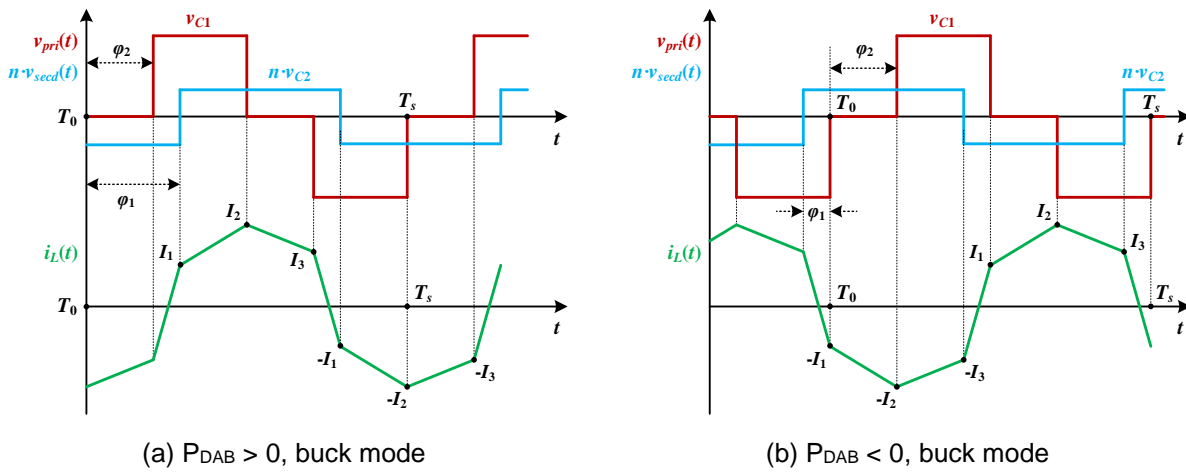 v_C1
v_pri(t)
φ_2
n·v_secd(t)
n·v_C2
T_0
T_s
t
φ_1
I_2
I_1
I_3
i_L(t)
T_0
T_s
t
-I_1
-I_3
-I_2
(a) P_DAB > 0, buck mode
v_C1
v_pri(t)
φ_2
n·v_secd(t)
n·v_C2
T_0
T_s
t
φ_1
I_2
I_1
I_3
i_L(t)
T_0
T_s
t
-I_1
-I_3
-I_2
(b) P_DAB < 0, buck mode